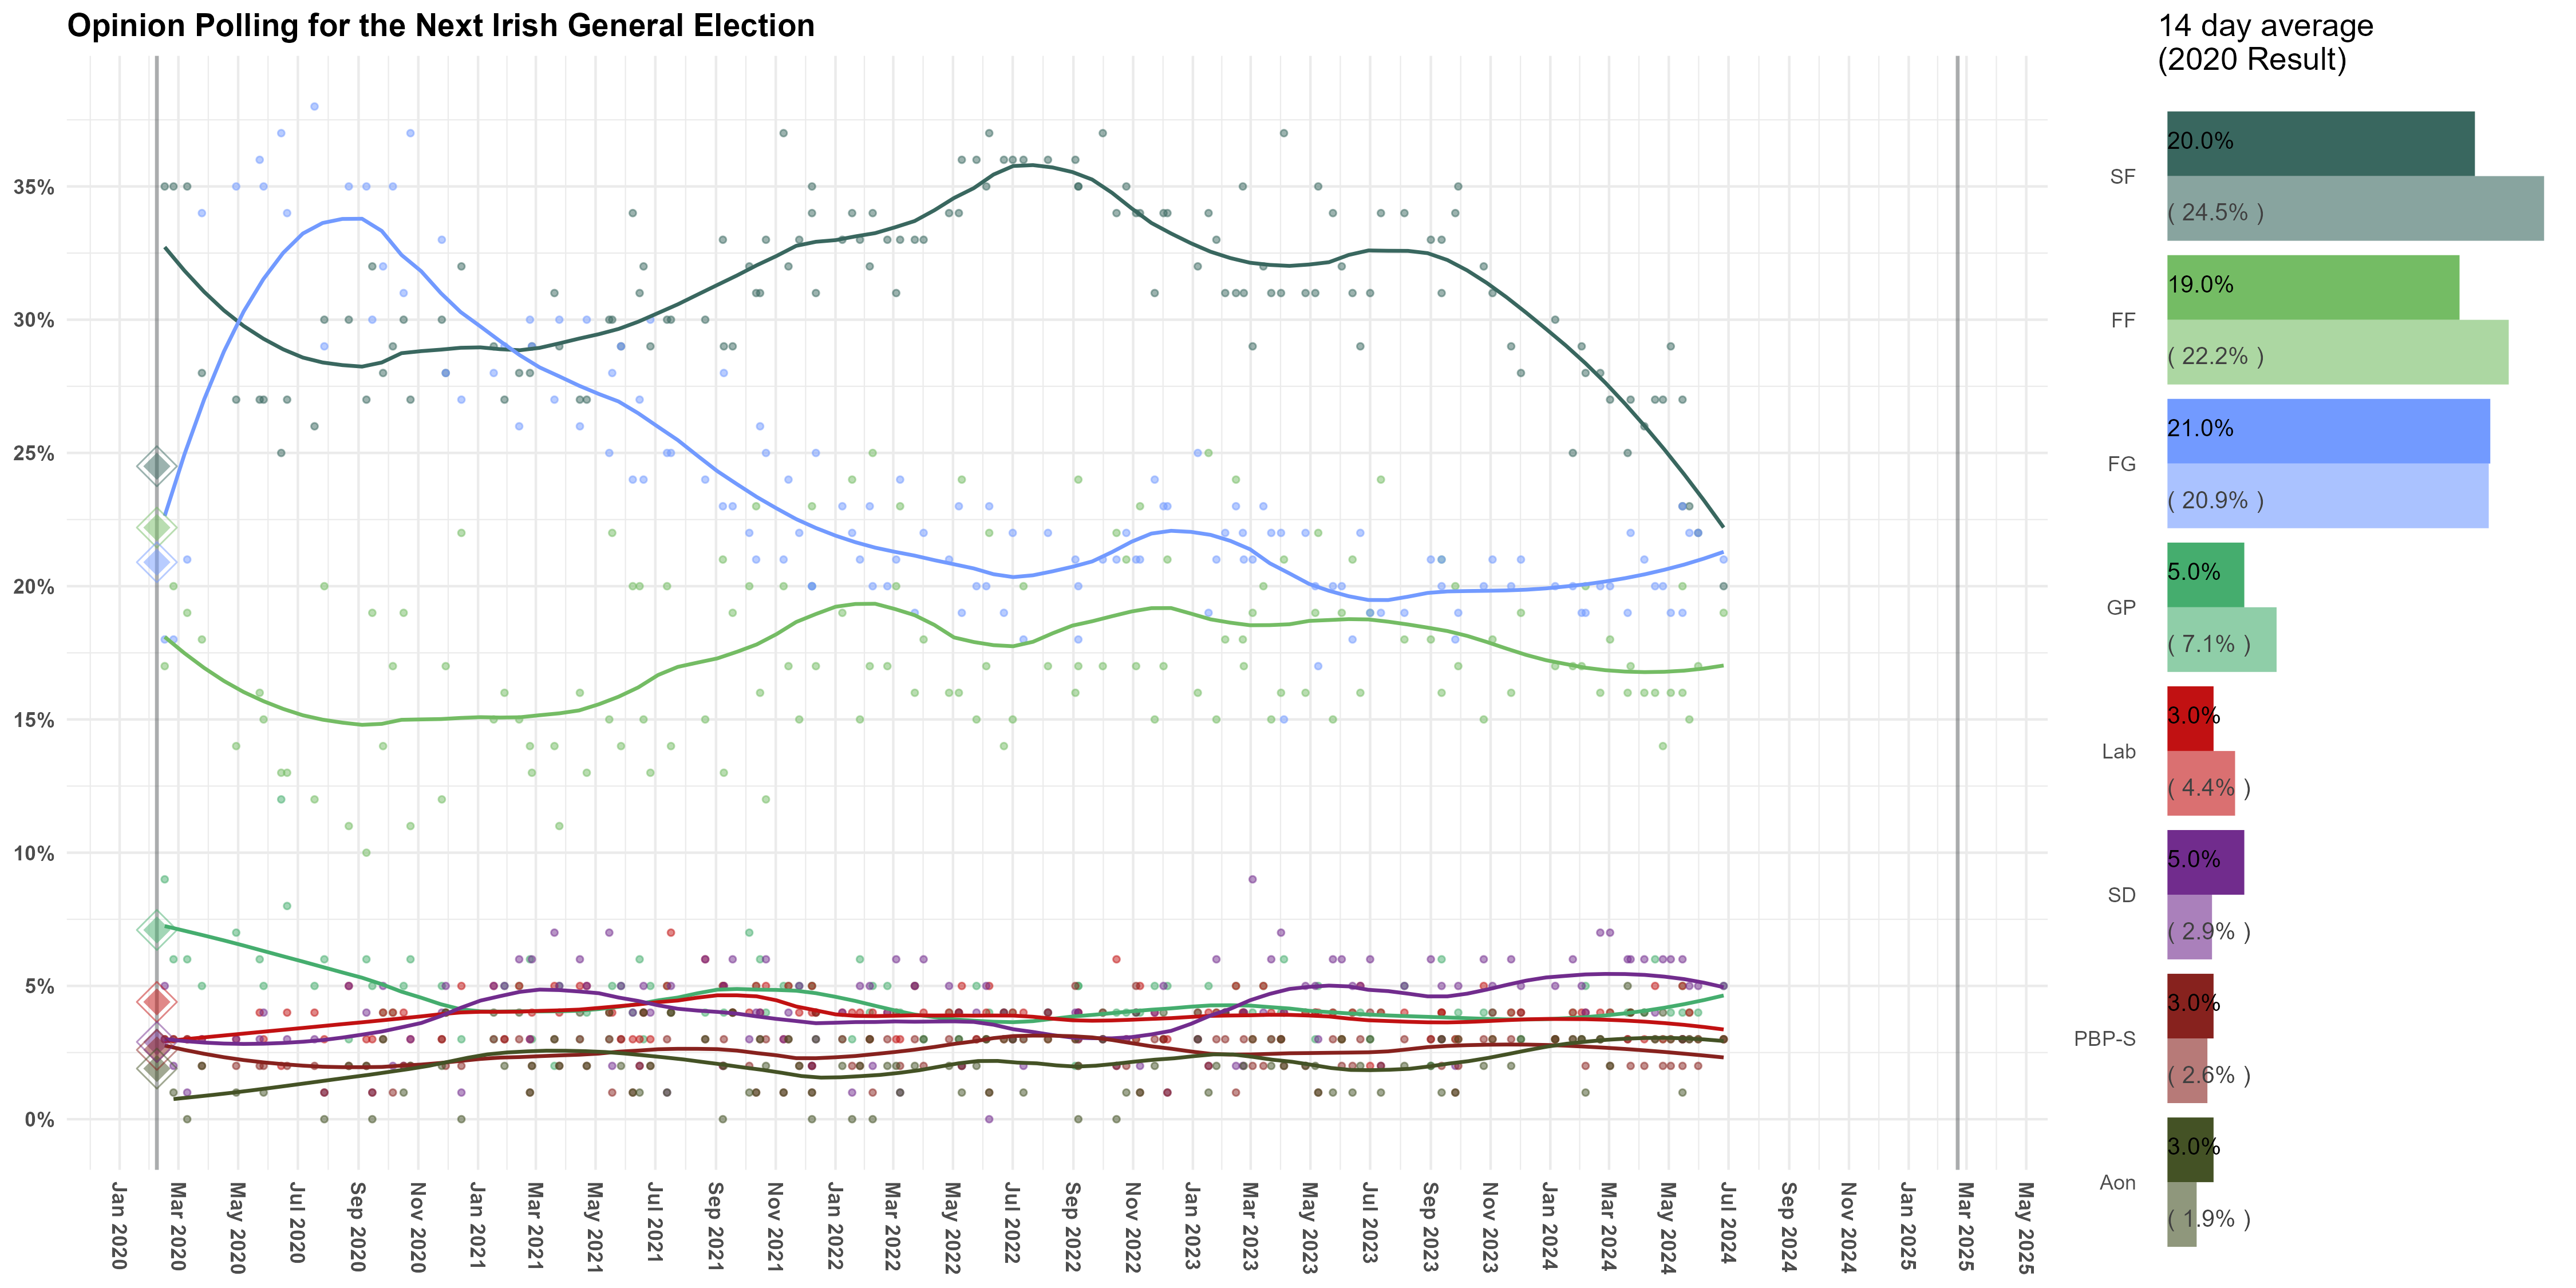 Opinion Polling for the Next Irish General Election
14 day average
(2020 Result)
35%
30%
25%
20%
15%
10%
5%
0%
Jan 2020
Mar 2020
May 2020
Jul 2020
Sep 2020
Nov 2020
Jan 2021
Mar 2021
May 2021
Jul 2021
Sep 2021
Nov 2021
Jan 2022
Mar 2022
May 2022
Jul 2022
Sep 2022
Nov 2022
Jan 2023
Mar 2023
May 2023
Jul 2023
Sep 2023
Nov 2023
Jan 2024
Mar 2024
May 2024
Jul 2024
Sep 2024
Nov 2024
Jan 2025
Mar 2025
May 2025
SF
20.0%
( 24.5% )
FF
19.0%
( 22.2% )
FG
21.0%
( 20.9% )
GP
5.0%
( 7.1% )
Lab
3.0%
( 4.4% )
SD
5.0%
( 2.9% )
PBP-S
3.0%
( 2.6% )
Aon
3.0%
( 1.9% )